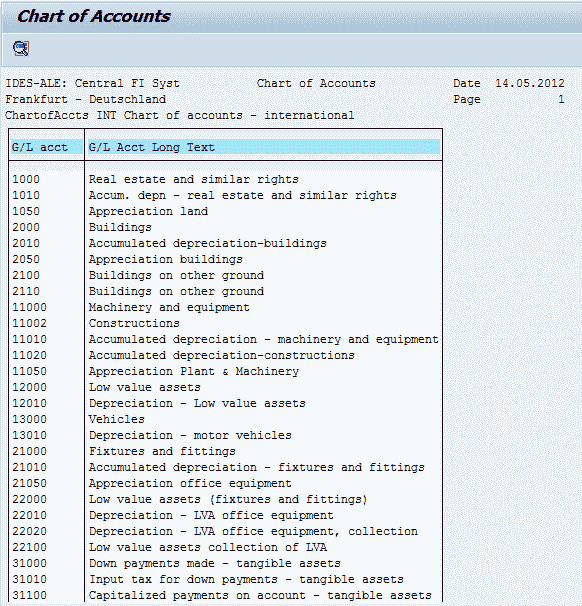 Chart of Accounts
IDES-ALE: Central FI Syst Chart of Accounts Date 14.05.2012
Frankfurt - Deutschland Page 1
ChartofAccts INT Chart of accounts - international
G/L acct G/L Acct Long Text
1000 Real estate and similar rights
1010 Accum. depn - real estate and similar rights
1050 Appreciation land
2000 Buildings
2010 Accumulated depreciation-buildings
2050 Appreciation buildings
2100 Buildings on other ground
2110 Buildings on other ground
11000 Machinery and equipment
11002 Constructions
11010 Accumulated depreciation - machinery and equipment
11020 Accumulated depreciation-constructions
11050 Appreciation Plant & Machinery
12000 Low value assets
12010 Depreciation - Low value assets
13000 Vehicles
13010 Depreciation - motor vehicles
21000 Fixtures and fittings
21010 Accumulated depreciation - fixtures and fittings
21050 Appreciation office equipment
22000 Low value assets (fixtures and fittings)
22010 Depreciation - LVA office equipment
22020 Depreciation - LVA office equipment, collection
22100 Low value assets collection of LVA
31000 Down payments made - tangible assets
31010 Input tax for down payments - tangible assets
31100 Capitalized payments on account - tangible assets